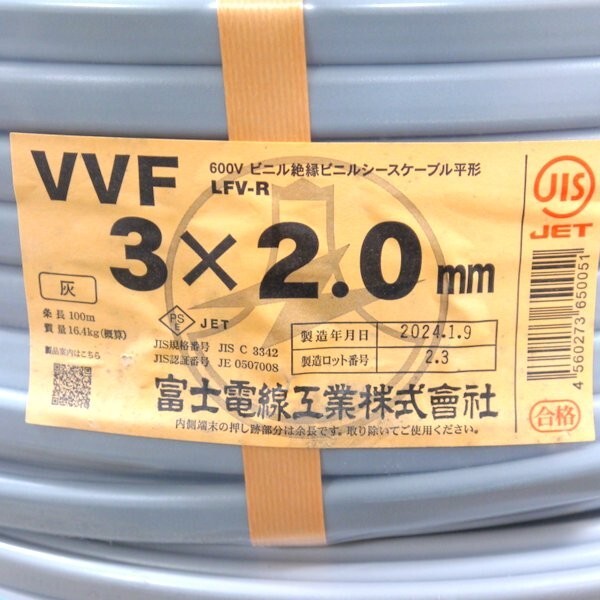 VVF
600V ビニル絶縁ビニルシースケーブル平形
LFV-R
3×2.0mm
JIS
JET
灰
条長 100m
質量 16.4kg(概算)
製品案内はこちら
PS
E
JET
JIS規格番号 JIS C 3342
JIS認証番号 JE 0507008
製造年月日 2024.1.9
製造ロット番号 2.3
富士電線工業株式會社
内側端末の押し跡部分は余長です。取り除いてご使用ください。
4 560273 650051
合格